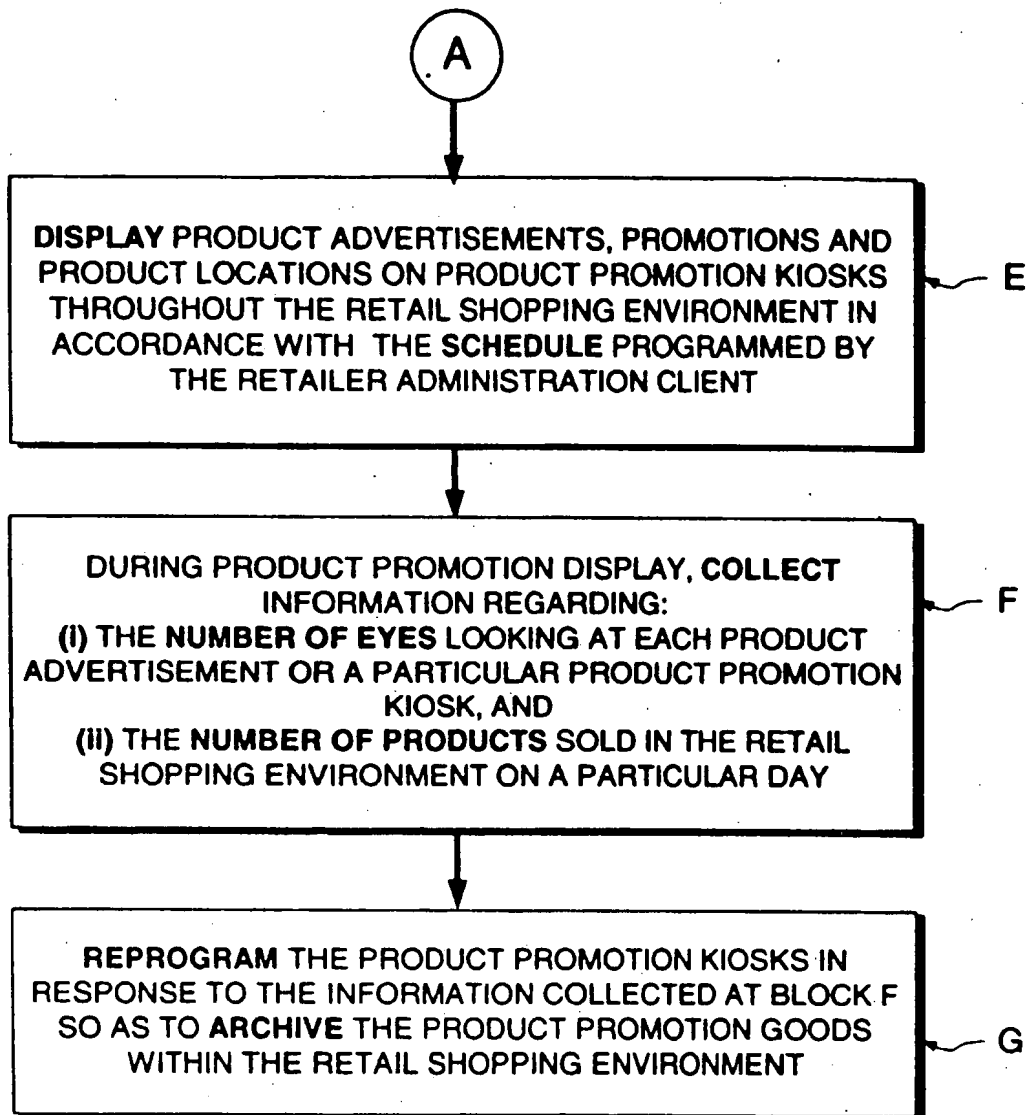 A
DISPLAY PRODUCT ADVERTISEMENTS, PROMOTIONS AND
PRODUCT LOCATIONS ON PRODUCT PROMOTION KIOSKS
THROUGHOUT THE RETAIL SHOPPING ENVIRONMENT IN
ACCORDANCE WITH THE SCHEDULE PROGRAMMED BY
THE RETAILER ADMINISTRATION CLIENT
E
DURING PRODUCT PROMOTION DISPLAY, COLLECT
INFORMATION REGARDING:
(i) THE NUMBER OF EYES LOOKING AT EACH PRODUCT
ADVERTISEMENT OR A PARTICULAR PRODUCT PROMOTION
KIOSK, AND
(ii) THE NUMBER OF PRODUCTS SOLD IN THE RETAIL
SHOPPING ENVIRONMENT ON A PARTICULAR DAY
F
REPROGRAM THE PRODUCT PROMOTION KIOSKS IN
RESPONSE TO THE INFORMATION COLLECTED AT BLOCK F
SO AS TO ARCHIVE THE PRODUCT PROMOTION GOODS
WITHIN THE RETAIL SHOPPING ENVIRONMENT
G